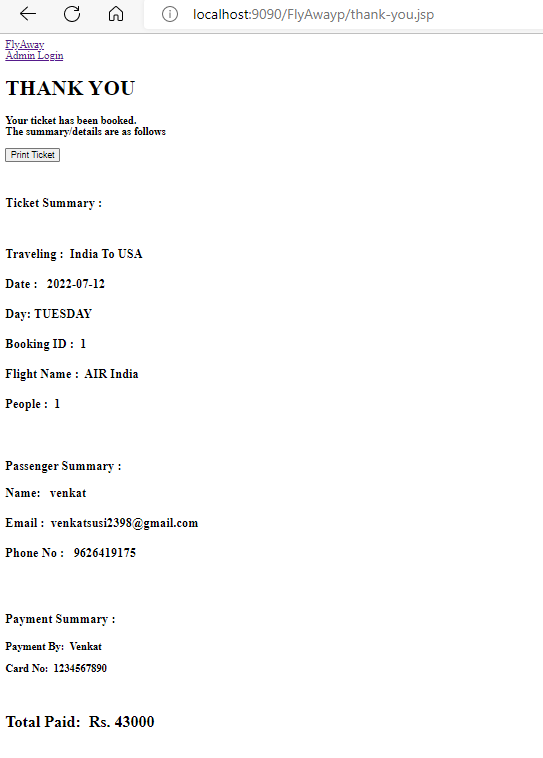 localhost:9090/FlyAwayp/thank-you.jsp
FlyAway
Admin Login
THANK YOU
Your ticket has been booked.
The summary/details are as follows
Print Ticket
Ticket Summary :
Traveling : India To USA
Date : 2022-07-12
Day: TUESDAY
Booking ID : 1
Flight Name : AIR India
People : 1
Passenger Summary :
Name: venkat
Email : venkatsusi2398@gmail.com
Phone No : 9626419175
Payment Summary :
Payment By: Venkat
Card No: 1234567890
Total Paid: Rs. 43000